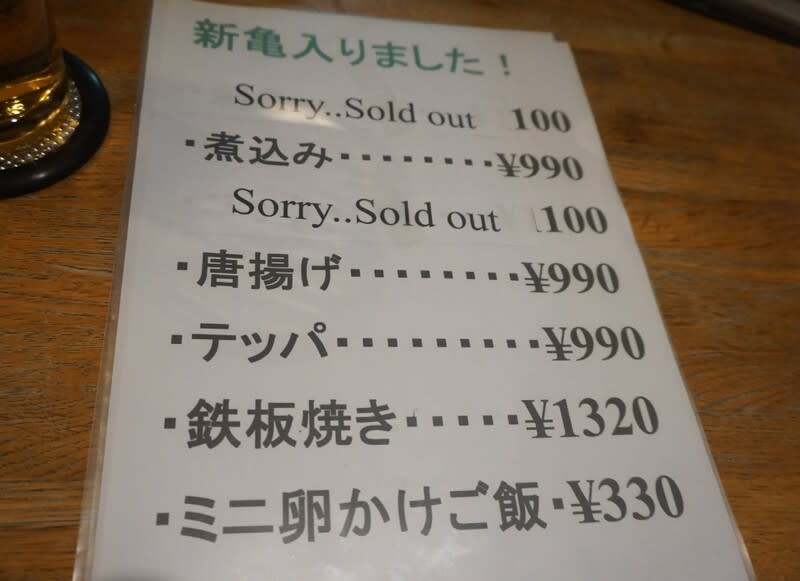 新亀入りました！
Sorry..Sold out 100
・煮込み・・・・・・・・¥990
Sorry..Sold out 100
・唐揚げ・・・・・・・・¥990
・テッパ・・・・・・・・・¥990
・鉄板焼き・・・・・¥1320
・ミニ卵かけご飯・¥330